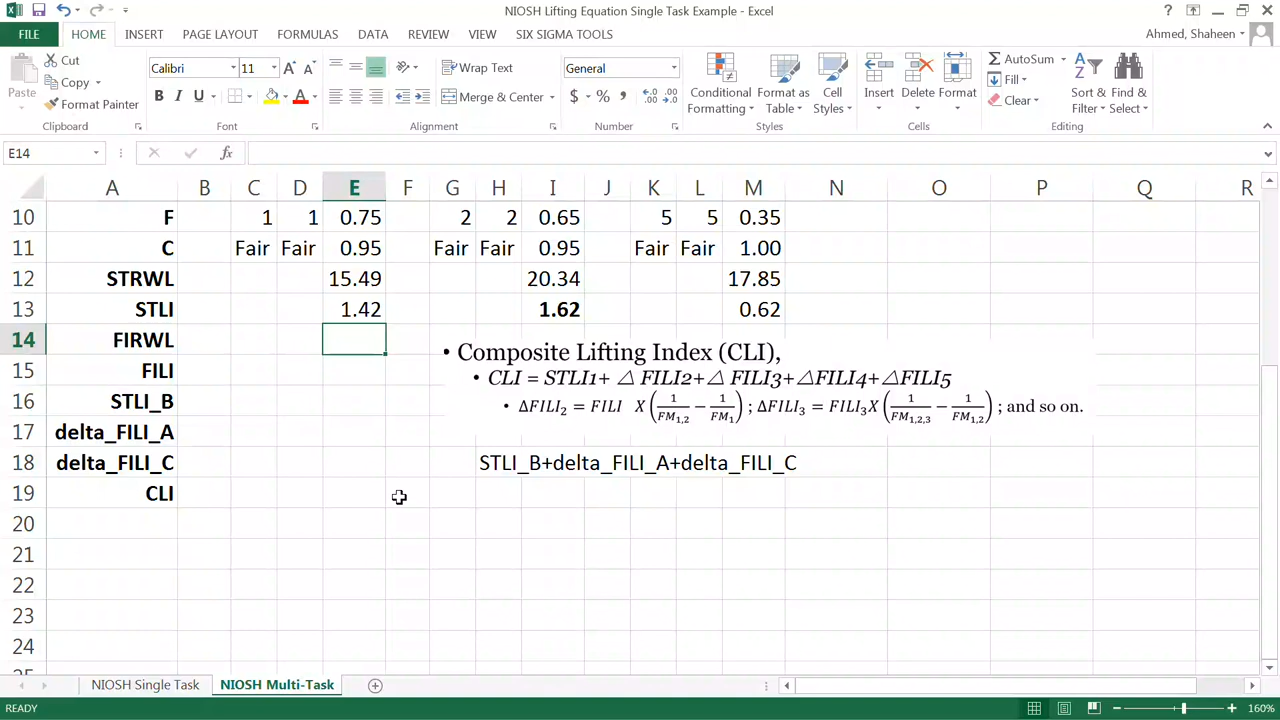 NIOSH Lifting Equation Single Task Example - Excel
FILE HOME INSERT PAGE LAYOUT FORMULAS DATA REVIEW VIEW SIX SIGMA TOOLS Ahmed, Shaheen
Paste Cut Copy Format Painter Clipboard
Calibri 11 B I U A Font
Wrap Text Merge & Center Alignment
General $ % , Number
Conditional Formatting Format as Table Cell Styles Styles
Insert Delete Format Cells
AutoSum Fill Clear Sort & Filter Find & Select Editing
E14 fx
A B C D E F G H I J K L M N O P Q R
10 F 1 1 0.75 2 2 0.65 5 5 0.35
11 C Fair Fair 0.95 Fair Fair 0.95 Fair Fair 1.00
12 STRWL 15.49 20.34 17.85
13 STLI 1.42 1.62 0.62
14 FIRWL
• Composite Lifting Index (CLI),
15 FILI
• CLI = STLI1+ △ FILI2+△ FILI3+△FILI4+△FILI5
16 STLI_B
• ΔFILI₂ = FILI X(1/FM₁,₂ − 1/FM₁) ; ΔFILI₃ = FILI₃X(1/FM₁,₂,₃ − 1/FM₁,₂) ; and so on.
17 delta_FILI_A
18 delta_FILI_C STLI_B+delta_FILI_A+delta_FILI_C
19 CLI
20
21
22
23
24
25
NIOSH Single Task NIOSH Multi-Task
READY 160%